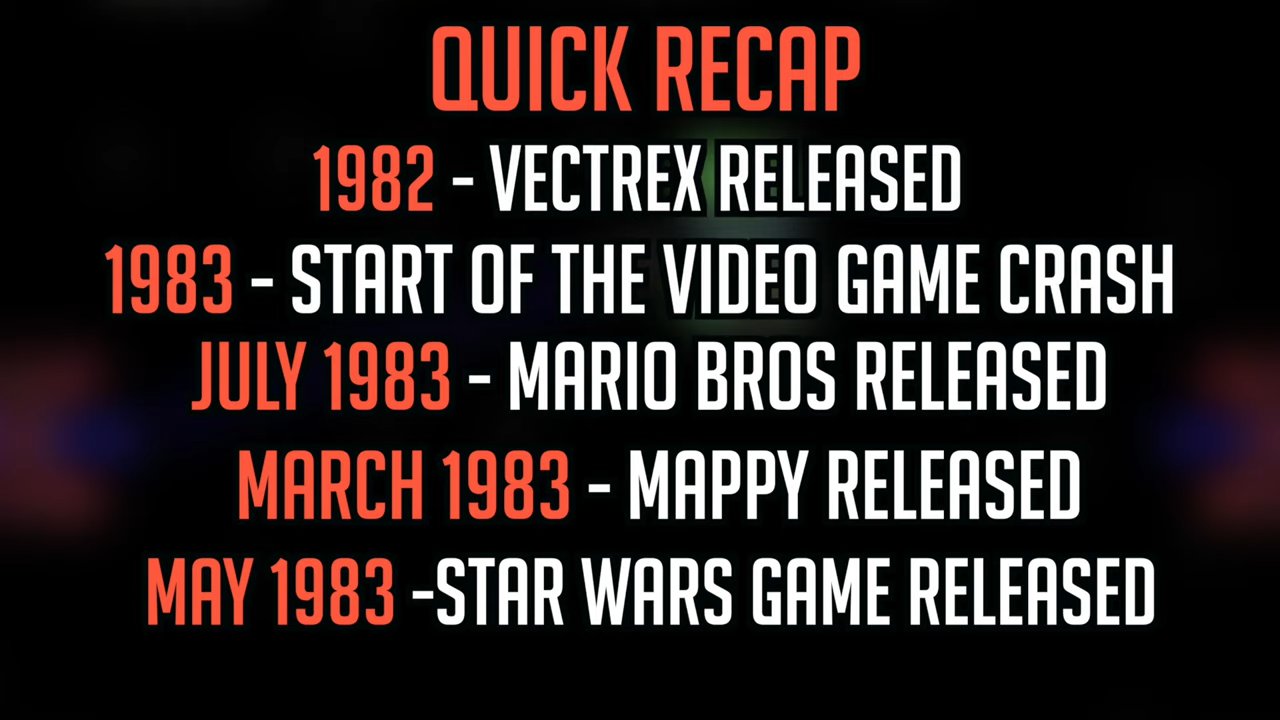 QUICK RECAP
1982 - VECTREX RELEASED
1983 - START OF THE VIDEO GAME CRASH
JULY 1983 - MARIO BROS RELEASED
MARCH 1983 - MAPPY RELEASED
MAY 1983 -STAR WARS GAME RELEASED